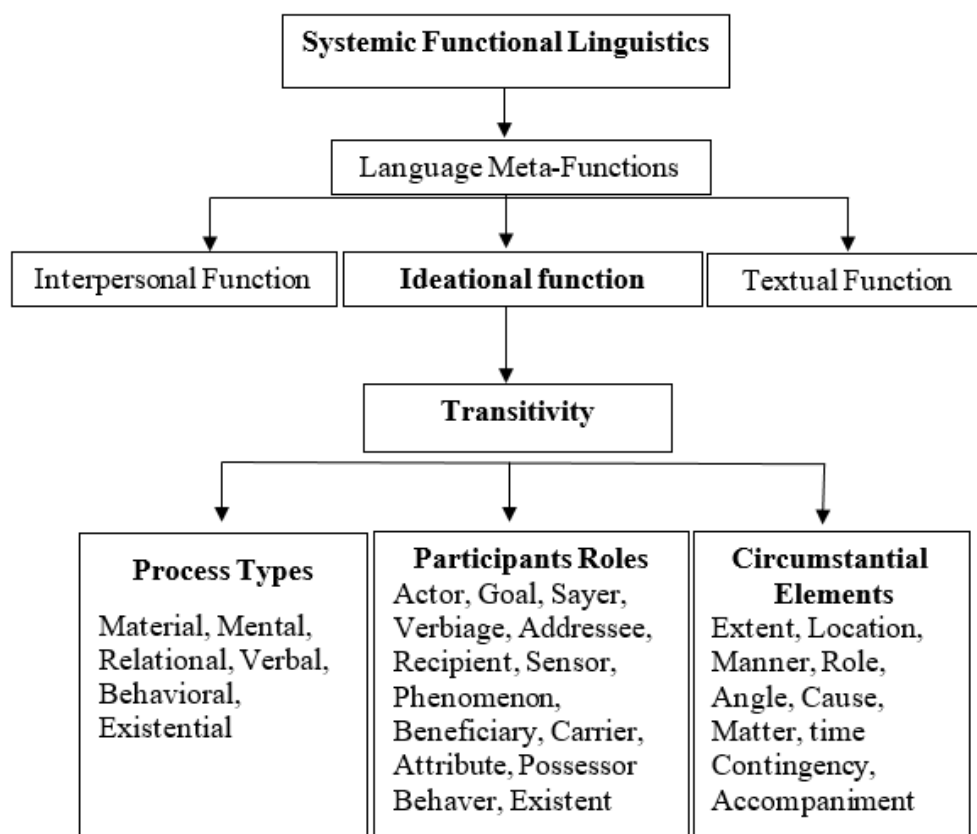 Systemic Functional Linguistics
Language Meta-Functions
Interpersonal Function
Ideational function
Textual Function
Transitivity
Process Types
Material, Mental,
Relational, Verbal,
Behavioral,
Existential
Participants Roles
Actor, Goal, Sayer,
Verbiage, Addressee,
Recipient, Sensor,
Phenomenon,
Beneficiary, Carrier,
Attribute, Possessor
Behaver, Existent
Circumstantial
Elements
Extent, Location,
Manner, Role,
Angle, Cause,
Matter, time
Contingency,
Accompaniment